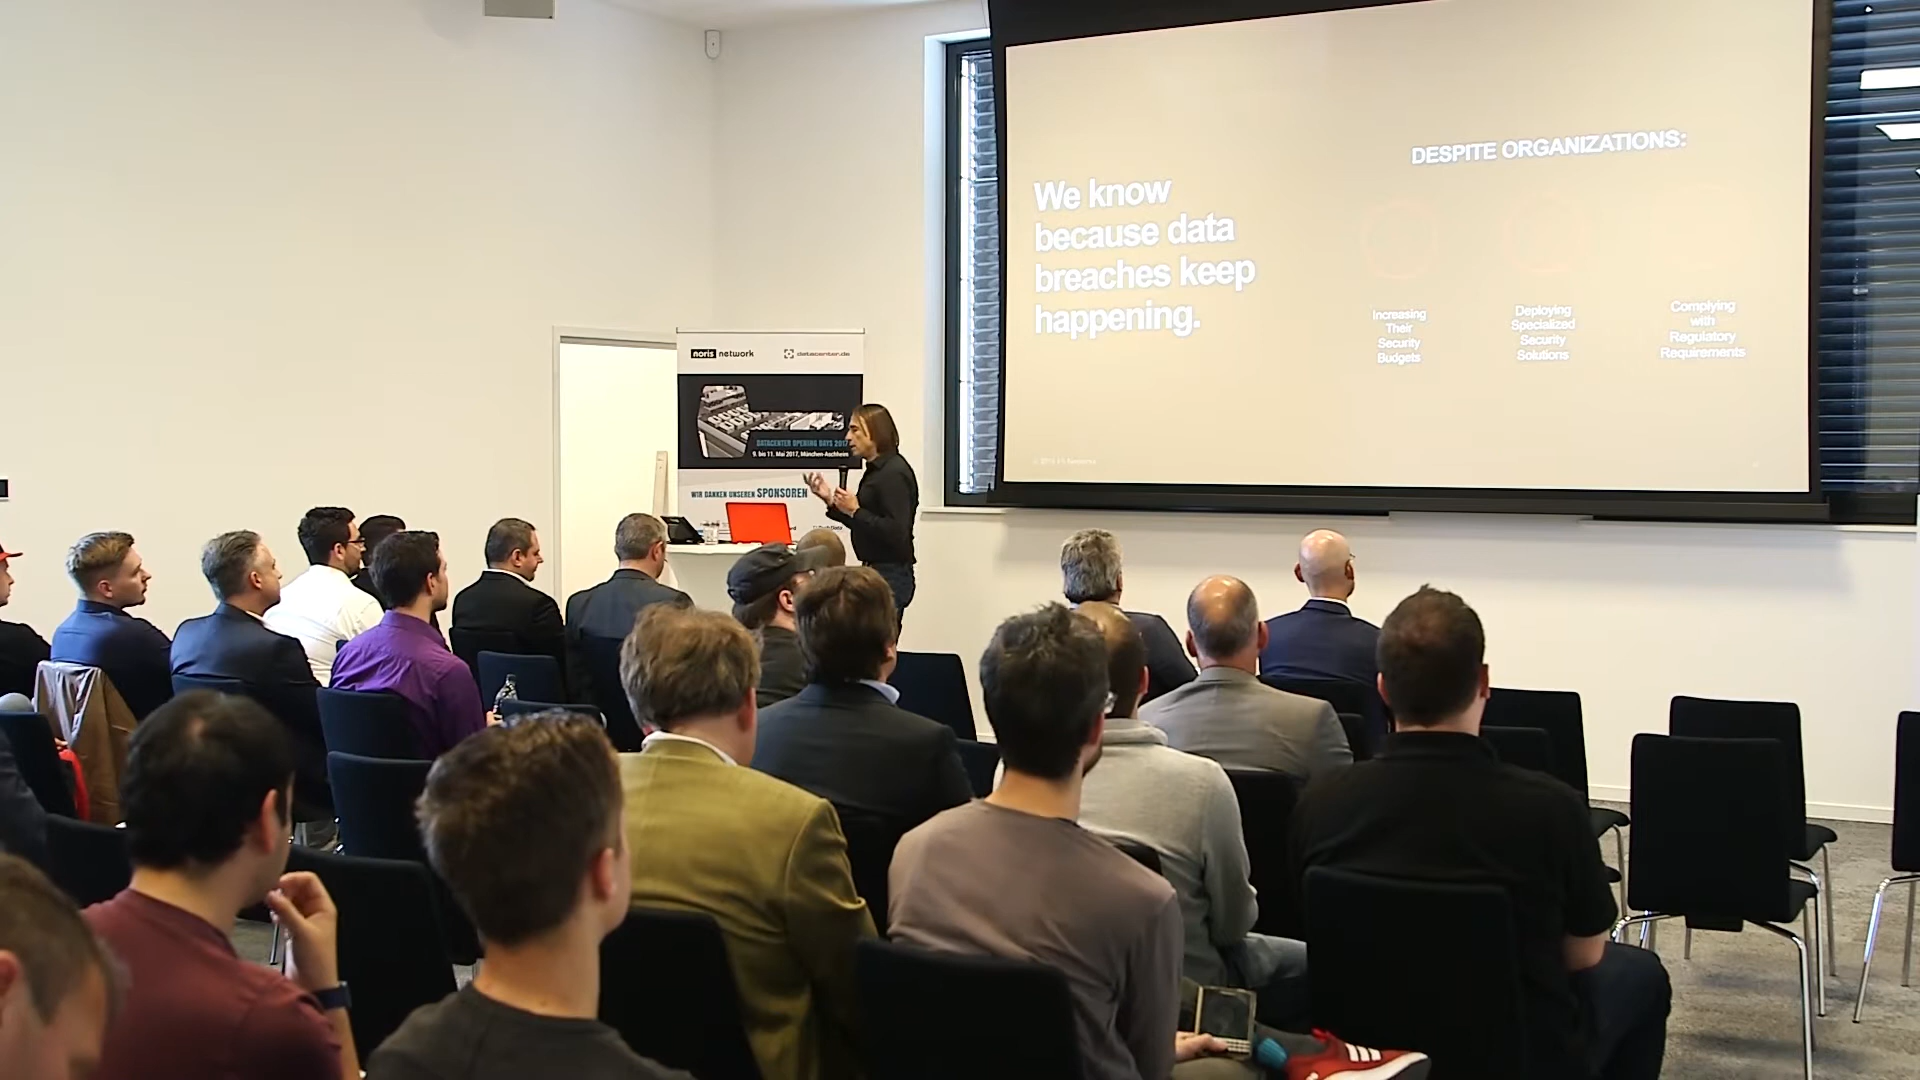 DESPITE ORGANIZATIONS:
We know
because data
breaches keep
happening.
Increasing
Their
Security
Budgets
Deploying
Specialized
Security
Solutions
Complying
with
Regulatory
Requirements
noris network
datacenter.de
DATACENTER OPENING DAYS 2017
9. bis 11. Mai 2017, München-Aschheim
WIR DANKEN UNSEREN SPONSOREN